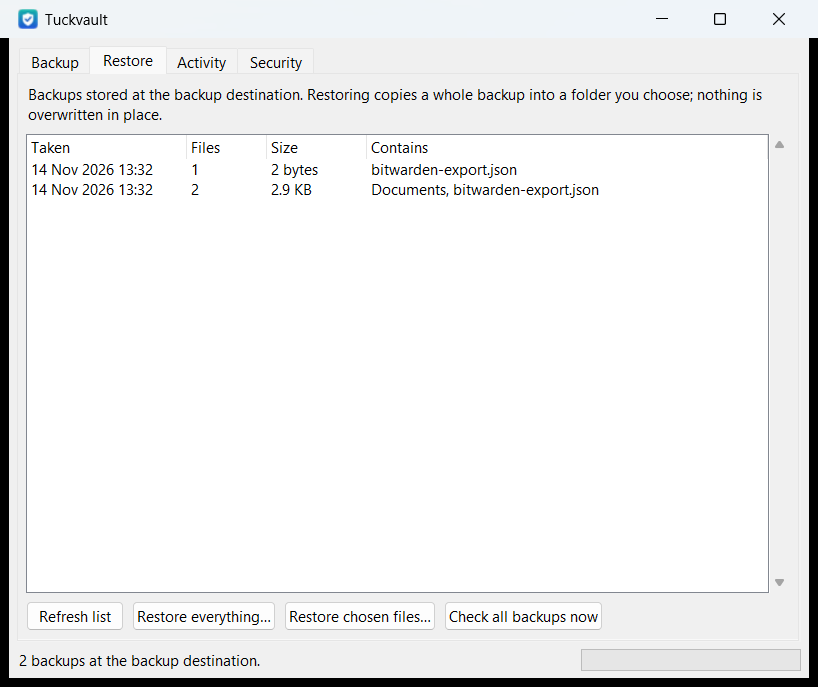 Tuckvault
Backup Restore Activity Security
Backups stored at the backup destination. Restoring copies a whole backup into a folder you choose; nothing is
overwritten in place.
Taken Files Size Contains
14 Nov 2026 13:32 1 2 bytes bitwarden-export.json
14 Nov 2026 13:32 2 2.9 KB Documents, bitwarden-export.json
Refresh list Restore everything... Restore chosen files... Check all backups now
2 backups at the backup destination.